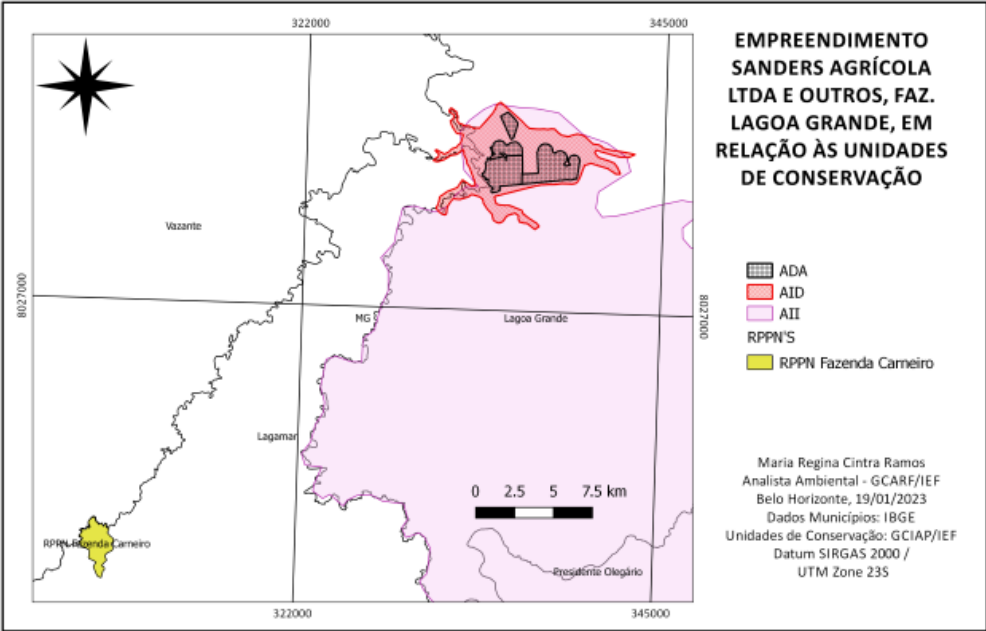 322000
345000
EMPREENDIMENTO
SANDERS AGRÍCOLA
LTDA E OUTROS, FAZ.
LAGOA GRANDE, EM
RELAÇÃO ÀS UNIDADES
DE CONSERVAÇÃO
Vazante
8027000
8027000
MG
Lagoa Grande
ADA
AID
AII
RPPN'S
RPPN Fazenda Carneiro
Lagamar
0 2.5 5 7.5 km
RPPN Fazenda Carneiro
Presidente Olegário
Maria Regina Cintra Ramos
Analista Ambiental - GCARF/IEF
Belo Horizonte, 19/01/2023
Dados Municípios: IBGE
Unidades de Conservação: GCIAP/IEF
Datum SIRGAS 2000 /
UTM Zone 23S
322000
345000